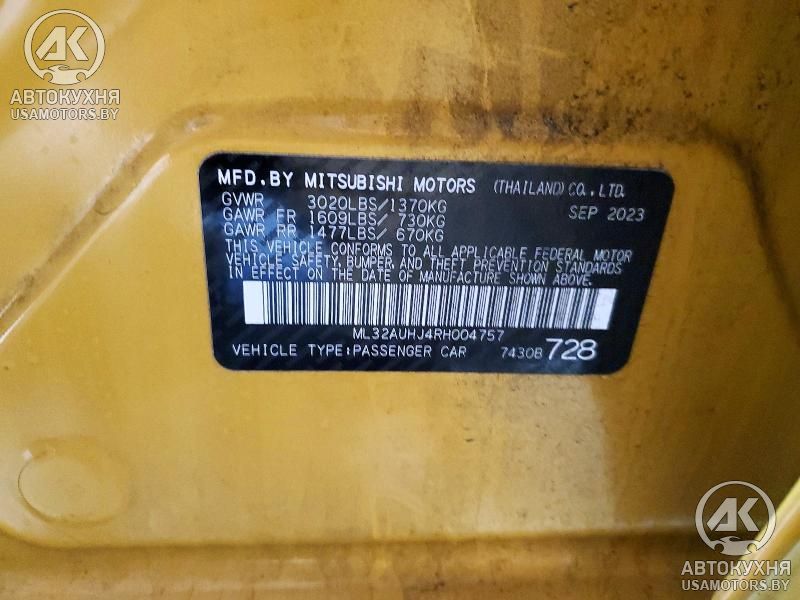 AK
АВТОКУХНЯ
USAMOTORS.BY
MFD.BY MITSUBISHI MOTORS (THAILAND)CO.,LTD.
GVWR 3020LBS/1370KG SEP 2023
GAWR FR 1609LBS/ 730KG
GAWR RR 1477LBS/ 670KG
THIS VEHICLE CONFORMS TO ALL APPLICABLE FEDERAL MOTOR
VEHICLE SAFETY, BUMPER, AND THEFT PREVENTION STANDARDS
IN EFFECT ON THE DATE OF MANUFACTURE SHOWN ABOVE.
ML32AUHJ4RH004757
VEHICLE TYPE:PASSENGER CAR 7430B 728
AK
АВТОКУХНЯ
USAMOTORS.BY